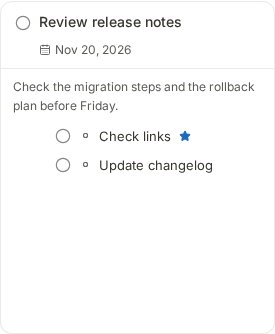 Review release notes
Nov 20, 2026
Check the migration steps and the rollback
plan before Friday.
Check links
Update changelog